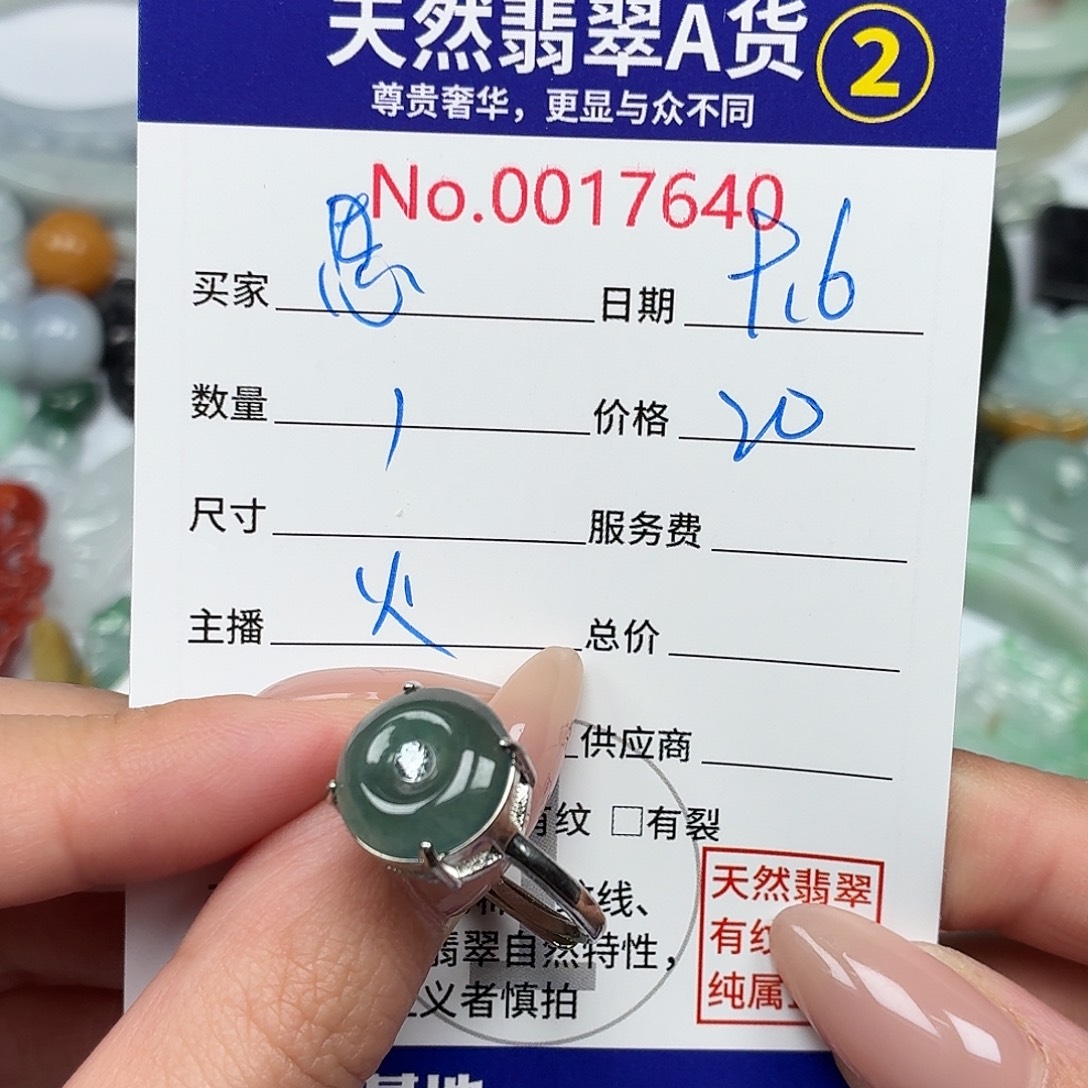 天然翡翠A货 2
尊贵奢华，更显与众不同
No.0017640
买家 日期
数量 1 价格 20
尺寸 服务费
主播 火 总价
供应商
有纹 □有裂
线、
翡翠自然特性，
义者慎拍
天然翡翠
有纹
纯属
基地